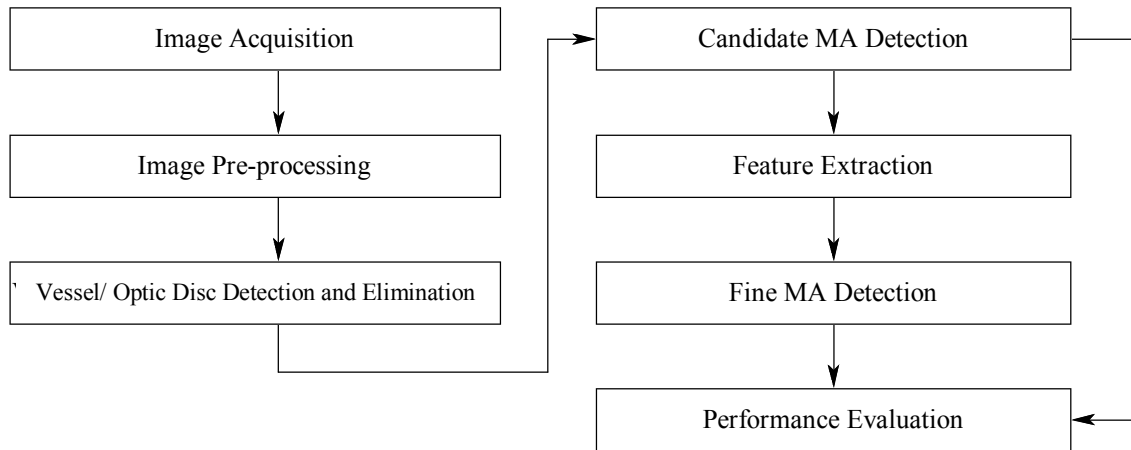 Image Acquisition
Image Pre-processing
Vessel/ Optic Disc Detection and Elimination
Candidate MA Detection
Feature Extraction
Fine MA Detection
Performance Evaluation